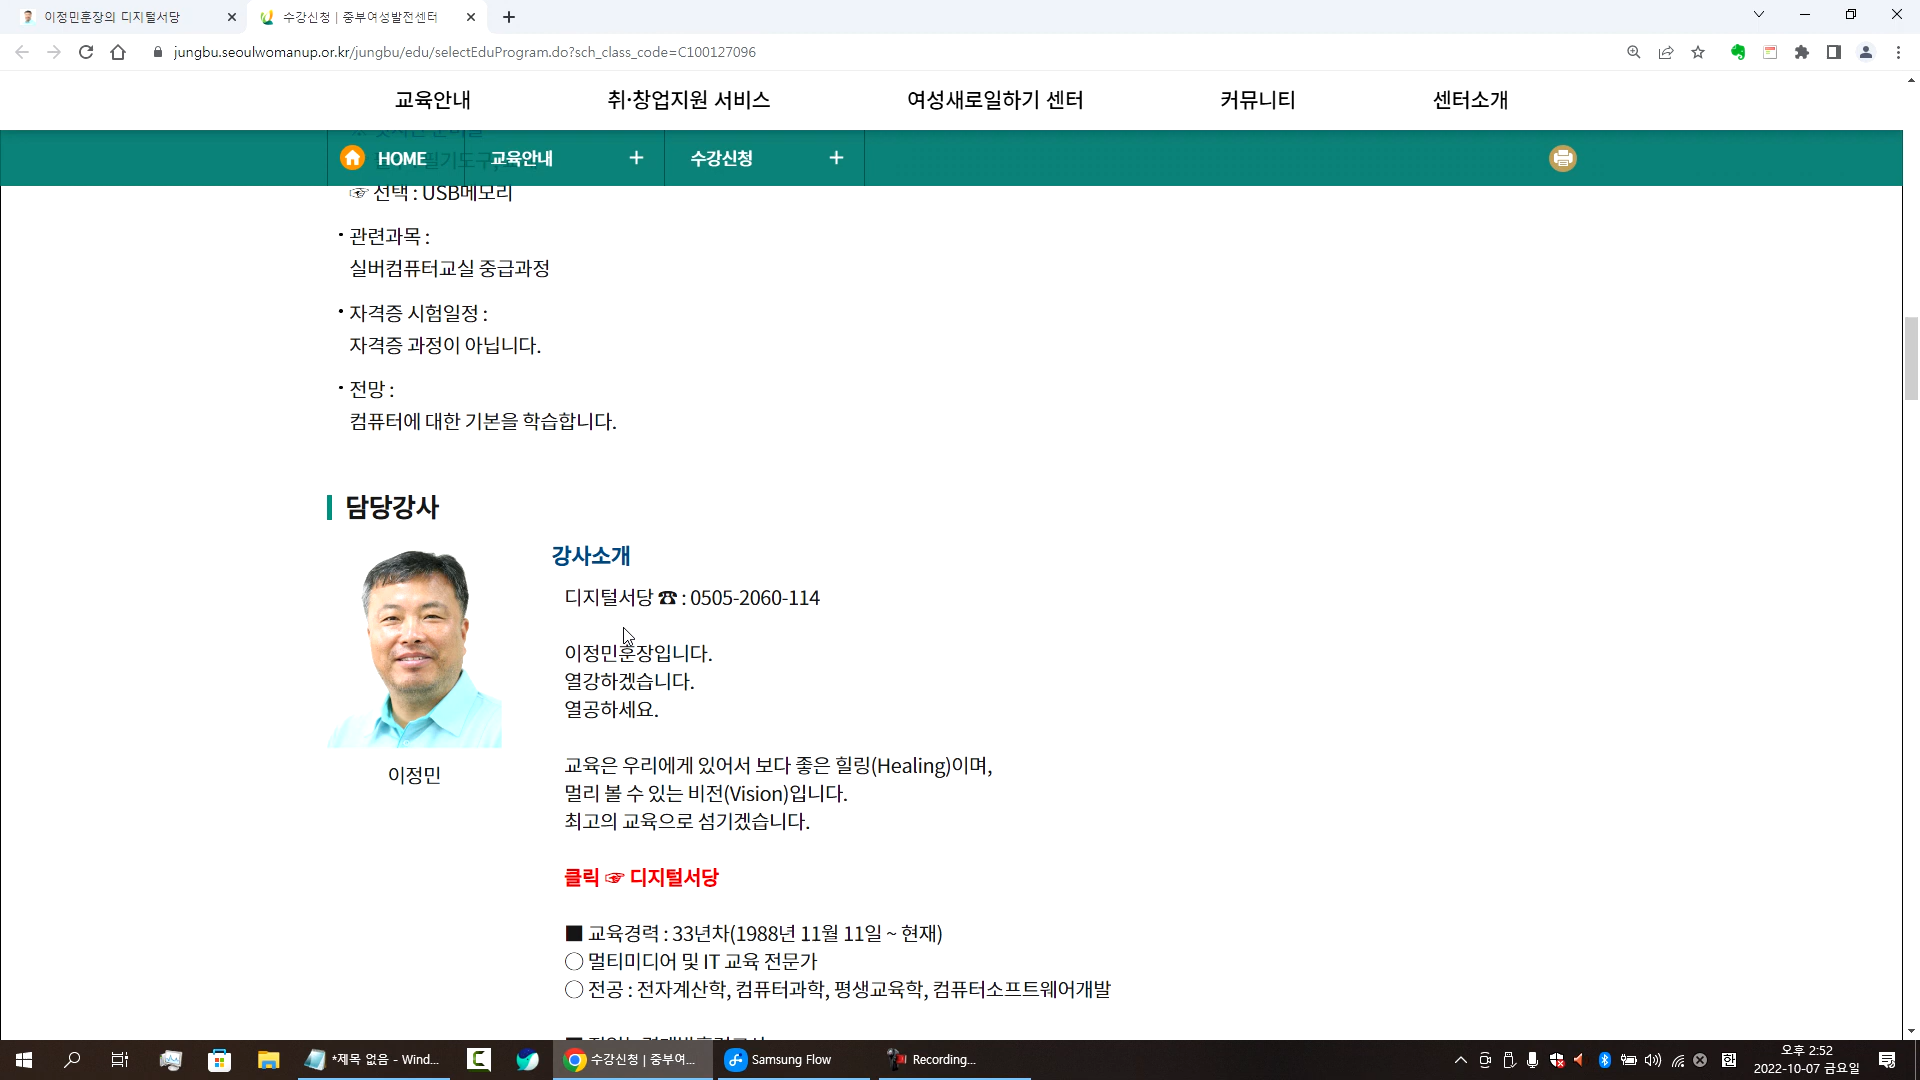 이정민훈장의 디지털서당
수강신청 | 중부여성발전센터
jungbu.seoulwomanup.or.kr/jungbu/edu/selectEduProgram.do?sch_class_code=C100127096
교육안내 취·창업지원 서비스 여성새로일하기 센터 커뮤니티 센터소개
HOME 교육안내 + 수강신청 +
☞ 선택 : USB메모리
· 관련과목 :
실버컴퓨터교실 중급과정
· 자격증 시험일정 :
자격증 과정이 아닙니다.
· 전망 :
컴퓨터에 대한 기본을 학습합니다.
담당강사
이정민
강사소개
디지털서당 ☎ : 0505-2060-114
이정민훈장입니다.
열강하겠습니다.
열공하세요.
교육은 우리에게 있어서 보다 좋은 힐링(Healing)이며,
멀리 볼 수 있는 비전(Vision)입니다.
최고의 교육으로 섬기겠습니다.
클릭 ☞ 디지털서당
■ 교육경력 : 33년차(1988년 11월 11일 ~ 현재)
○ 멀티미디어 및 IT 교육 전문가
○ 전공 : 전자계산학, 컴퓨터과학, 평생교육학, 컴퓨터소프트웨어개발
*제목 없음 - Wind...
수강신청 | 중부여...
Samsung Flow
Recording...
한
오후 2:52
2022-10-07 금요일